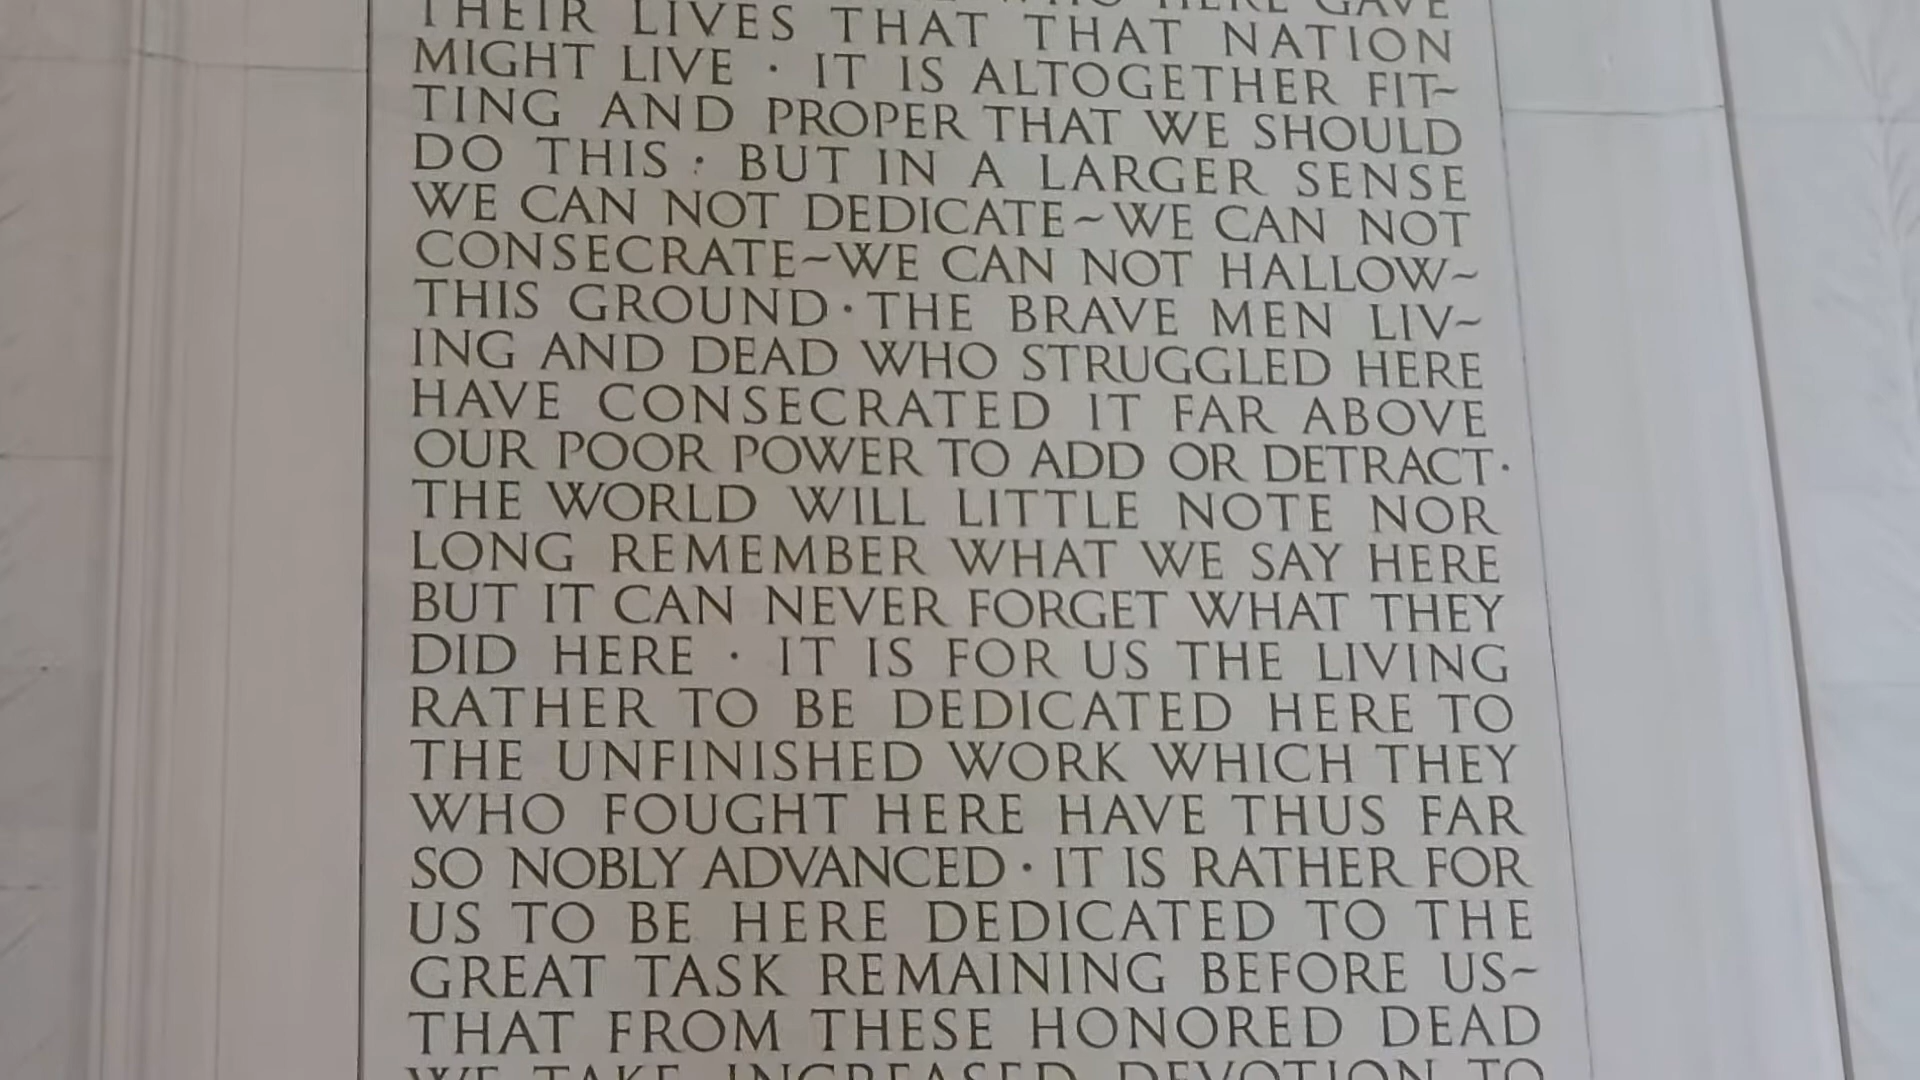 WHO HERE GAVE
THEIR LIVES THAT THAT NATION
MIGHT LIVE · IT IS ALTOGETHER FIT~
TING AND PROPER THAT WE SHOULD
DO THIS : BUT IN A LARGER SENSE
WE CAN NOT DEDICATE~WE CAN NOT
CONSECRATE~WE CAN NOT HALLOW~
THIS GROUND · THE BRAVE MEN LIV~
ING AND DEAD WHO STRUGGLED HERE
HAVE CONSECRATED IT FAR ABOVE
OUR POOR POWER TO ADD OR DETRACT·
THE WORLD WILL LITTLE NOTE NOR
LONG REMEMBER WHAT WE SAY HERE
BUT IT CAN NEVER FORGET WHAT THEY
DID HERE · IT IS FOR US THE LIVING
RATHER TO BE DEDICATED HERE TO
THE UNFINISHED WORK WHICH THEY
WHO FOUGHT HERE HAVE THUS FAR
SO NOBLY ADVANCED · IT IS RATHER FOR
US TO BE HERE DEDICATED TO THE
GREAT TASK REMAINING BEFORE US~
THAT FROM THESE HONORED DEAD
WE TAKE INCREASED DEVOTION TO